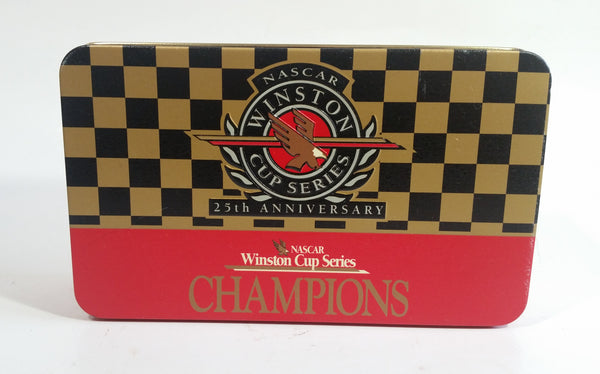 NASCAR
WINSTON
CUP SERIES
25th ANNIVERSARY
NASCAR
Winston Cup Series
CHAMPIONS